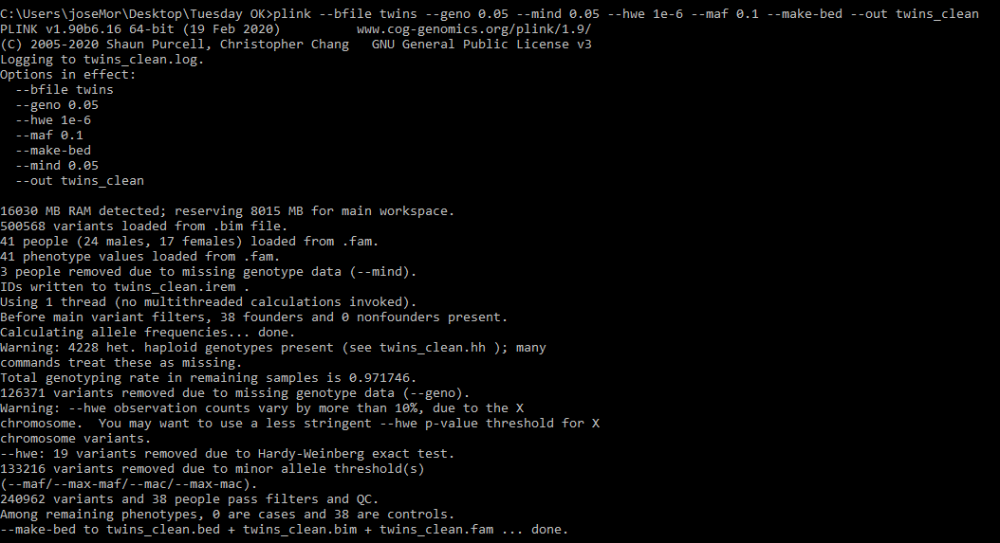 C:\Users\joseMor\Desktop\Tuesday OK>plink --bfile twins --geno 0.05 --mind 0.05 --hwe 1e-6 --maf 0.1 --make-bed --out twins_clean
PLINK v1.90b6.16 64-bit (19 Feb 2020)          www.cog-genomics.org/plink/1.9/
(C) 2005-2020 Shaun Purcell, Christopher Chang   GNU General Public License v3
Logging to twins_clean.log.
Options in effect:
  --bfile twins
  --geno 0.05
  --hwe 1e-6
  --maf 0.1
  --make-bed
  --mind 0.05
  --out twins_clean

16030 MB RAM detected; reserving 8015 MB for main workspace.
500568 variants loaded from .bim file.
41 people (24 males, 17 females) loaded from .fam.
41 phenotype values loaded from .fam.
3 people removed due to missing genotype data (--mind).
IDs written to twins_clean.irem .
Using 1 thread (no multithreaded calculations invoked).
Before main variant filters, 38 founders and 0 nonfounders present.
Calculating allele frequencies... done.
Warning: 4228 het. haploid genotypes present (see twins_clean.hh ); many
commands treat these as missing.
Total genotyping rate in remaining samples is 0.971746.
126371 variants removed due to missing genotype data (--geno).
Warning: --hwe observation counts vary by more than 10%, due to the X
chromosome.  You may want to use a less stringent --hwe p-value threshold for X
chromosome variants.
--hwe: 19 variants removed due to Hardy-Weinberg exact test.
133216 variants removed due to minor allele threshold(s)
(--maf/--max-maf/--mac/--max-mac).
240962 variants and 38 people pass filters and QC.
Among remaining phenotypes, 0 are cases and 38 are controls.
--make-bed to twins_clean.bed + twins_clean.bim + twins_clean.fam ... done.